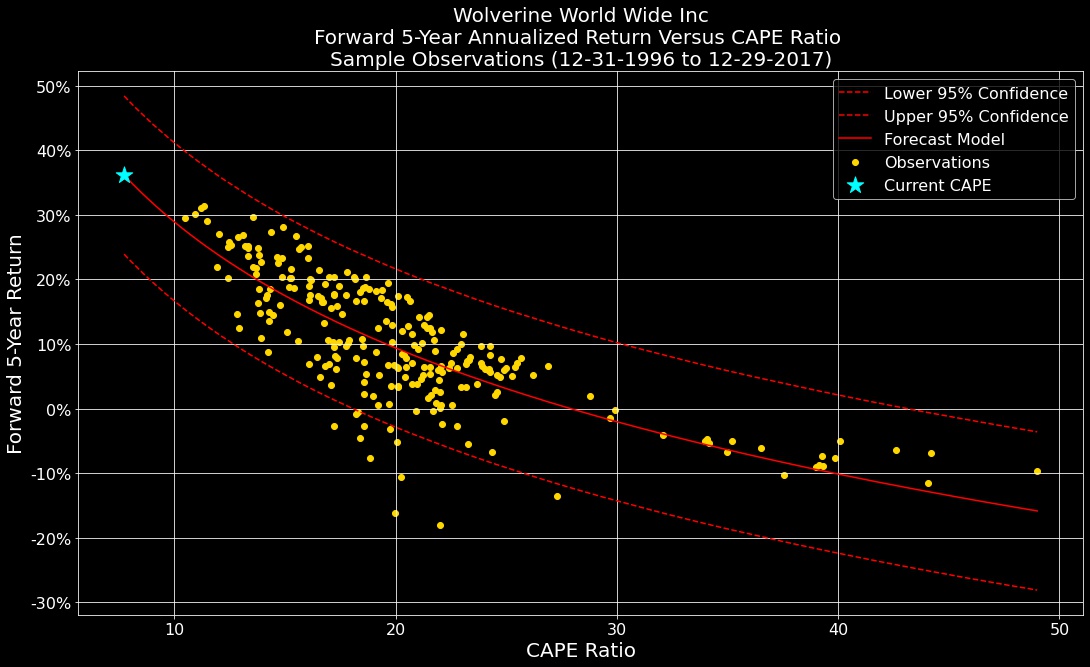 Wolverine World Wide Inc
Forward 5-Year Annualized Return Versus CAPE Ratio
Sample Observations (12-31-1996 to 12-29-2017)
Lower 95% Confidence
Upper 95% Confidence
Forecast Model
Observations
Current CAPE
Forward 5-Year Return
50%
40%
30%
20%
10%
0%
-10%
-20%
-30%
10
20
30
40
50
CAPE Ratio